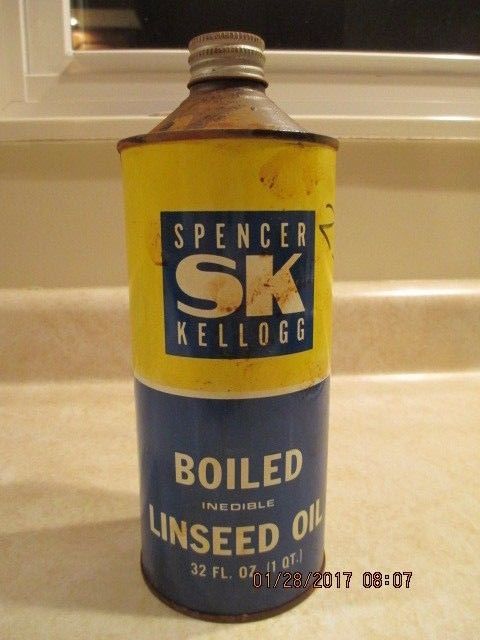 SPENCER
SK
KELLOGG
BOILED
INEDIBLE
LINSEED OIL
32 FL. OZ. (1 QT.)
01/28/2017 08:07